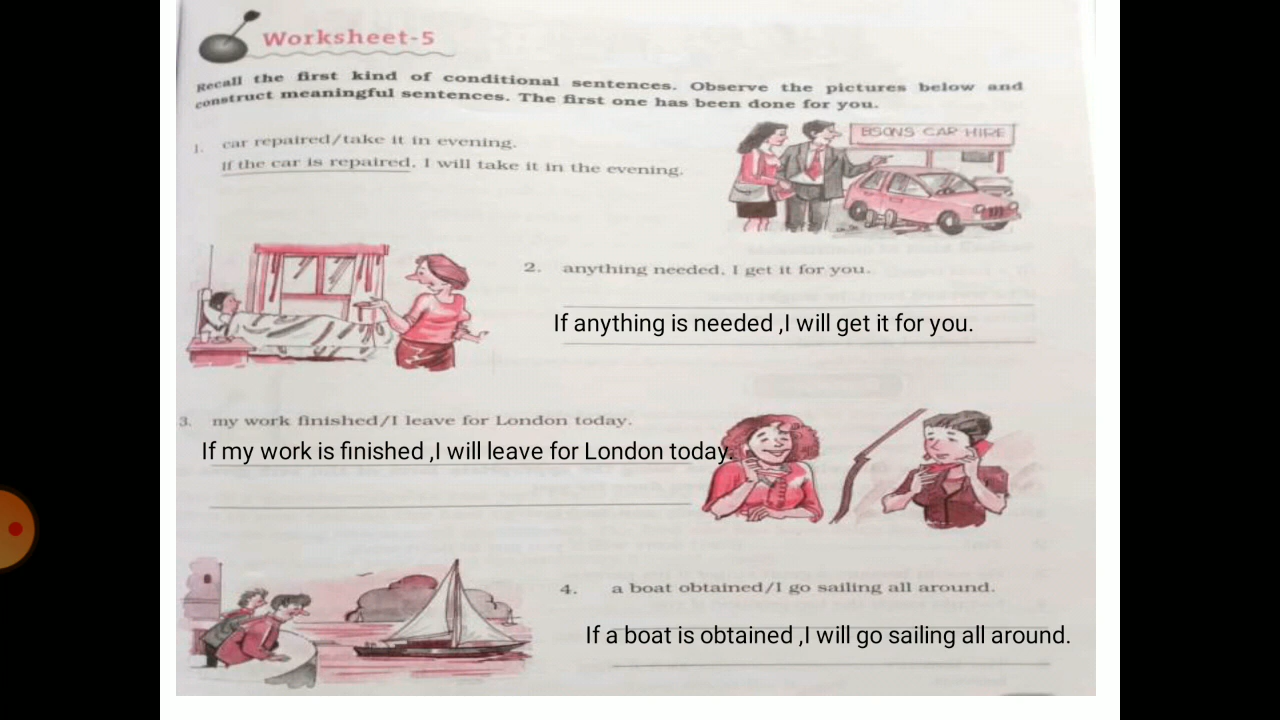 Worksheet-5
Recall the first kind of conditional sentences. Observe the pictures below and
construct meaningful sentences. The first one has been done for you.
1. car repaired/take it in evening.
If the car is repaired, I will take it in the evening.
BSONS CAR HIRE
2. anything needed, I get it for you.
If anything is needed ,I will get it for you.
3. my work finished/I leave for London today.
If my work is finished ,I will leave for London today.
4. a boat obtained/I go sailing all around.
If a boat is obtained ,I will go sailing all around.